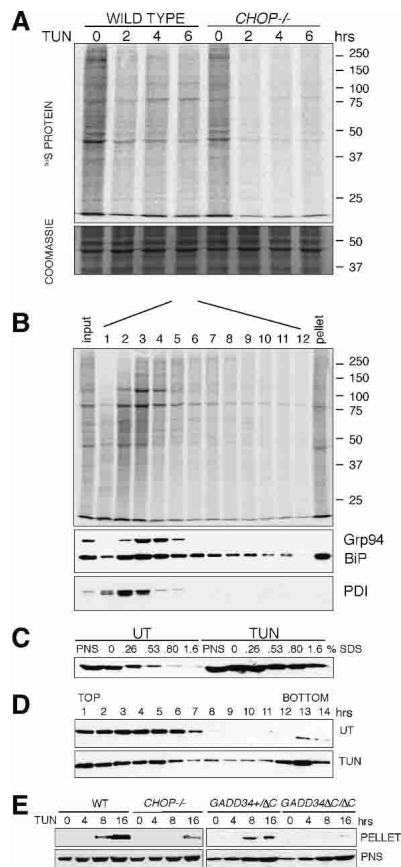 A
WILD TYPE CHOP-/-
TUN 0 2 4 6 0 2 4 6 hrs
250
150
100
75
50
37
25
³⁵S PROTEIN
COOMASSIE
50
37
B
input 1 2 3 4 5 6 7 8 9 10 11 12 pellet
250
150
100
75
50
37
25
Grp94
BiP
PDI
C
UT TUN
PNS 0 .26 .53 .80 1.6 PNS 0 .26 .53 .80 1.6 % SDS
D
TOP BOTTOM
1 2 3 4 5 6 7 8 9 10 11 12 13 14 hrs
UT
TUN
E
WT CHOP-/- GADD34+/ΔC GADD34ΔC/ΔC
TUN 0 4 8 16 0 4 8 16 0 4 8 16 0 4 8 16 hrs
PELLET
PNS